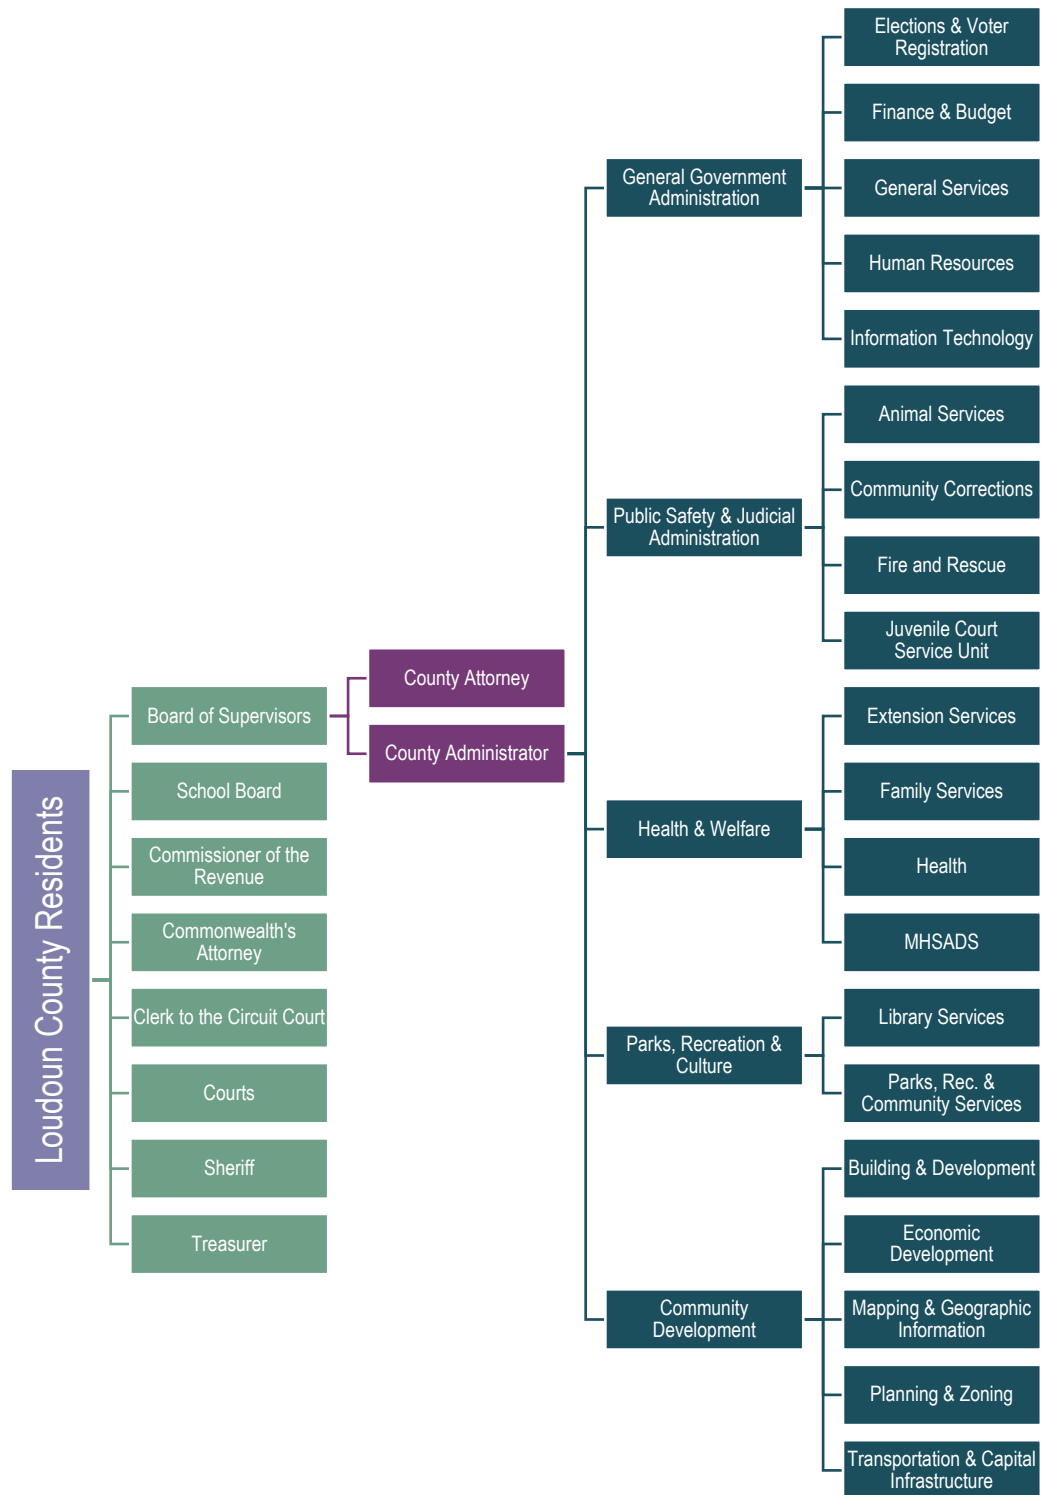 Loudoun County Residents
Board of Supervisors
School Board
Commissioner of the
Revenue
Commonwealth's
Attorney
Clerk to the Circuit Court
Courts
Sheriff
Treasurer
County Attorney
County Administrator
General Government
Administration
Elections & Voter
Registration
Finance & Budget
General Services
Human Resources
Information Technology
Public Safety & Judicial
Administration
Animal Services
Community Corrections
Fire and Rescue
Juvenile Court
Service Unit
Health & Welfare
Extension Services
Family Services
Health
MHSADS
Parks, Recreation &
Culture
Library Services
Parks, Rec. &
Community Services
Community
Development
Building & Development
Economic
Development
Mapping & Geographic
Information
Planning & Zoning
Transportation & Capital
Infrastructure